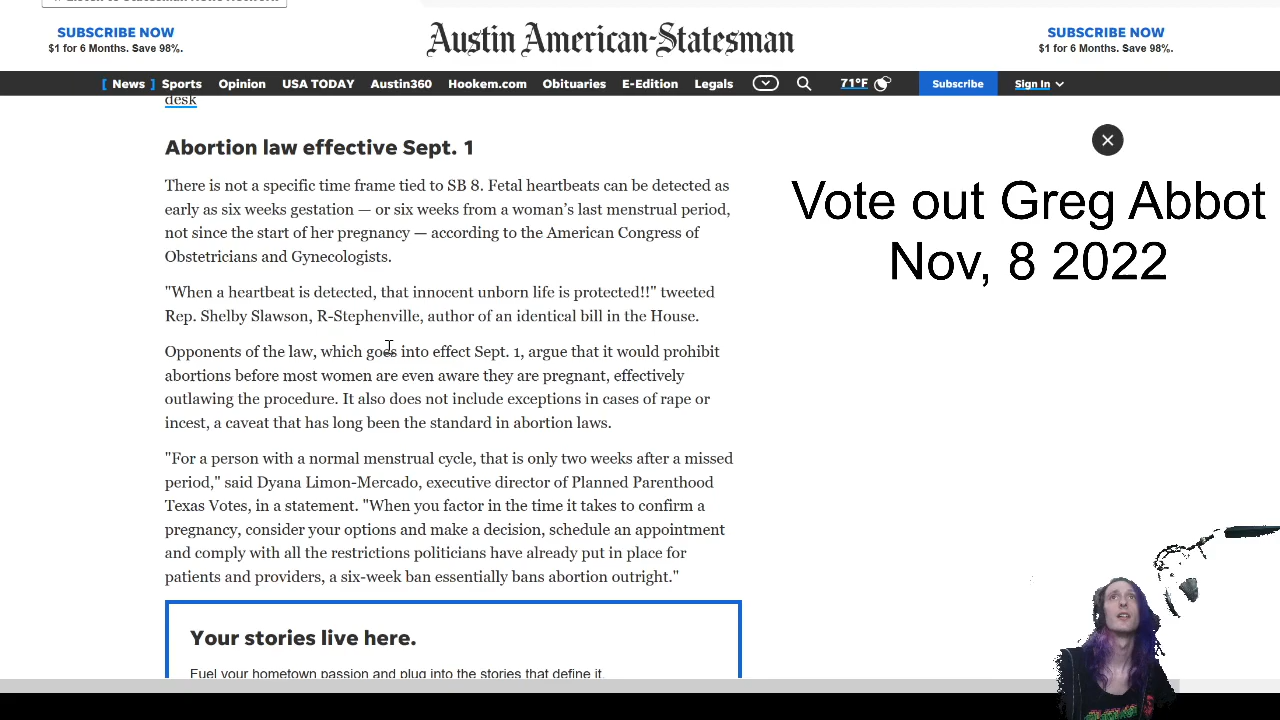 SUBSCRIBE NOW
$1 for 6 Months. Save 98%.
Austin American-Statesman
SUBSCRIBE NOW
$1 for 6 Months. Save 98%.
[ News ] Sports Opinion USA TODAY Austin360 Hookem.com Obituaries E-Edition Legals 71°F Subscribe Sign In
desk
Abortion law effective Sept. 1
There is not a specific time frame tied to SB 8. Fetal heartbeats can be detected as
early as six weeks gestation — or six weeks from a woman's last menstrual period,
not since the start of her pregnancy — according to the American Congress of
Obstetricians and Gynecologists.
"When a heartbeat is detected, that innocent unborn life is protected!!" tweeted
Rep. Shelby Slawson, R-Stephenville, author of an identical bill in the House.
Opponents of the law, which goes into effect Sept. 1, argue that it would prohibit
abortions before most women are even aware they are pregnant, effectively
outlawing the procedure. It also does not include exceptions in cases of rape or
incest, a caveat that has long been the standard in abortion laws.
"For a person with a normal menstrual cycle, that is only two weeks after a missed
period," said Dyana Limon-Mercado, executive director of Planned Parenthood
Texas Votes, in a statement. "When you factor in the time it takes to confirm a
pregnancy, consider your options and make a decision, schedule an appointment
and comply with all the restrictions politicians have already put in place for
patients and providers, a six-week ban essentially bans abortion outright."
Your stories live here.
Fuel your hometown passion and plug into the stories that define it.
Vote out Greg Abbot
Nov, 8 2022